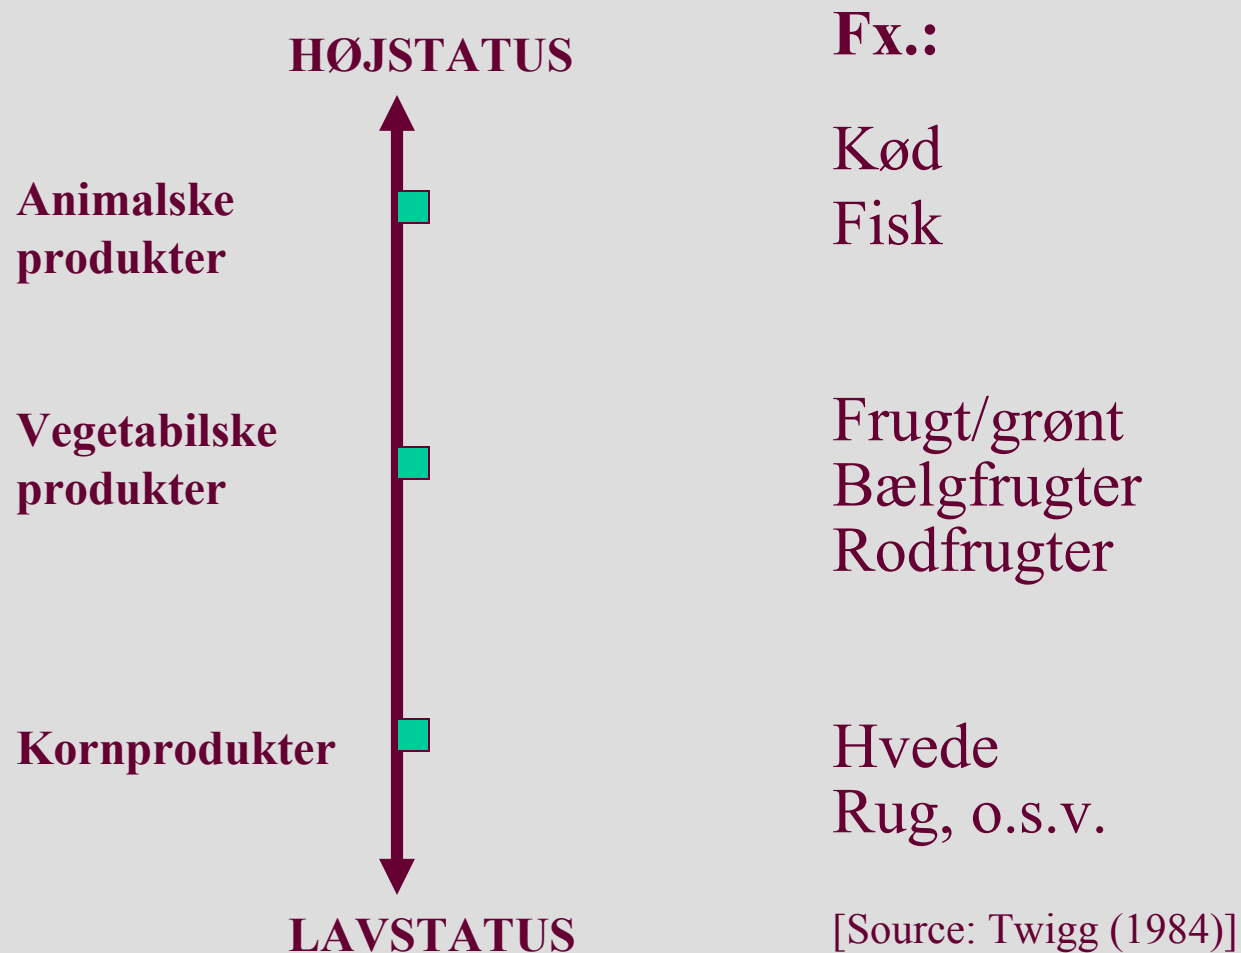 HØJSTATUS
Fx.:
Animalske
produkter
Kød
Fisk
Vegetabilske
produkter
Frugt/grønt
Bælgfrugter
Rodfrugter
Kornprodukter
Hvede
Rug, o.s.v.
LAVSTATUS
[Source: Twigg (1984)]